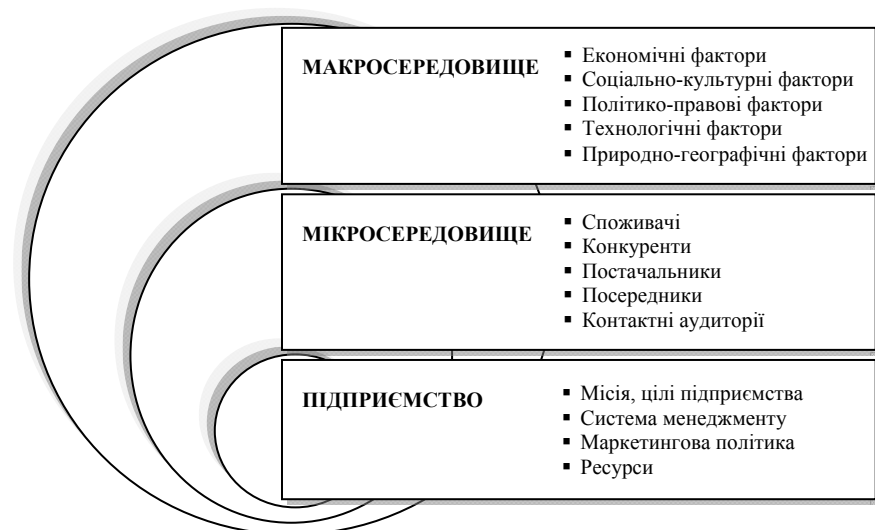 МАКРОСЕРЕДОВИЩЕ
▪ Економічні фактори
▪ Соціально-культурні фактори
▪ Політико-правові фактори
▪ Технологічні фактори
▪ Природно-географічні фактори
МІКРОСЕРЕДОВИЩЕ
▪ Споживачі
▪ Конкуренти
▪ Постачальники
▪ Посередники
▪ Контактні аудиторії
ПІДПРИЄМСТВО
▪ Місія, цілі підприємства
▪ Система менеджменту
▪ Маркетингова політика
▪ Ресурси